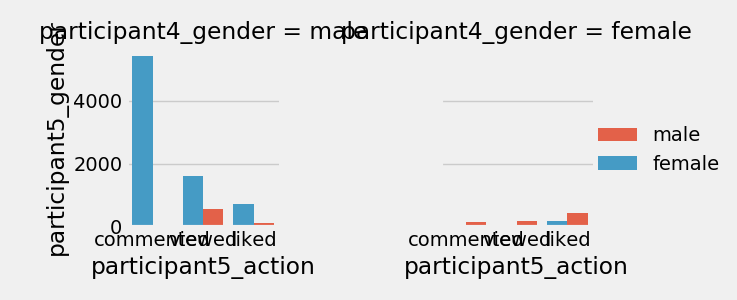 participant4_gender = male
participant4_gender = female
participant5_gender
4000
2000
0
commented viewed liked
commented viewed liked
participant5_action
participant5_action
male
female